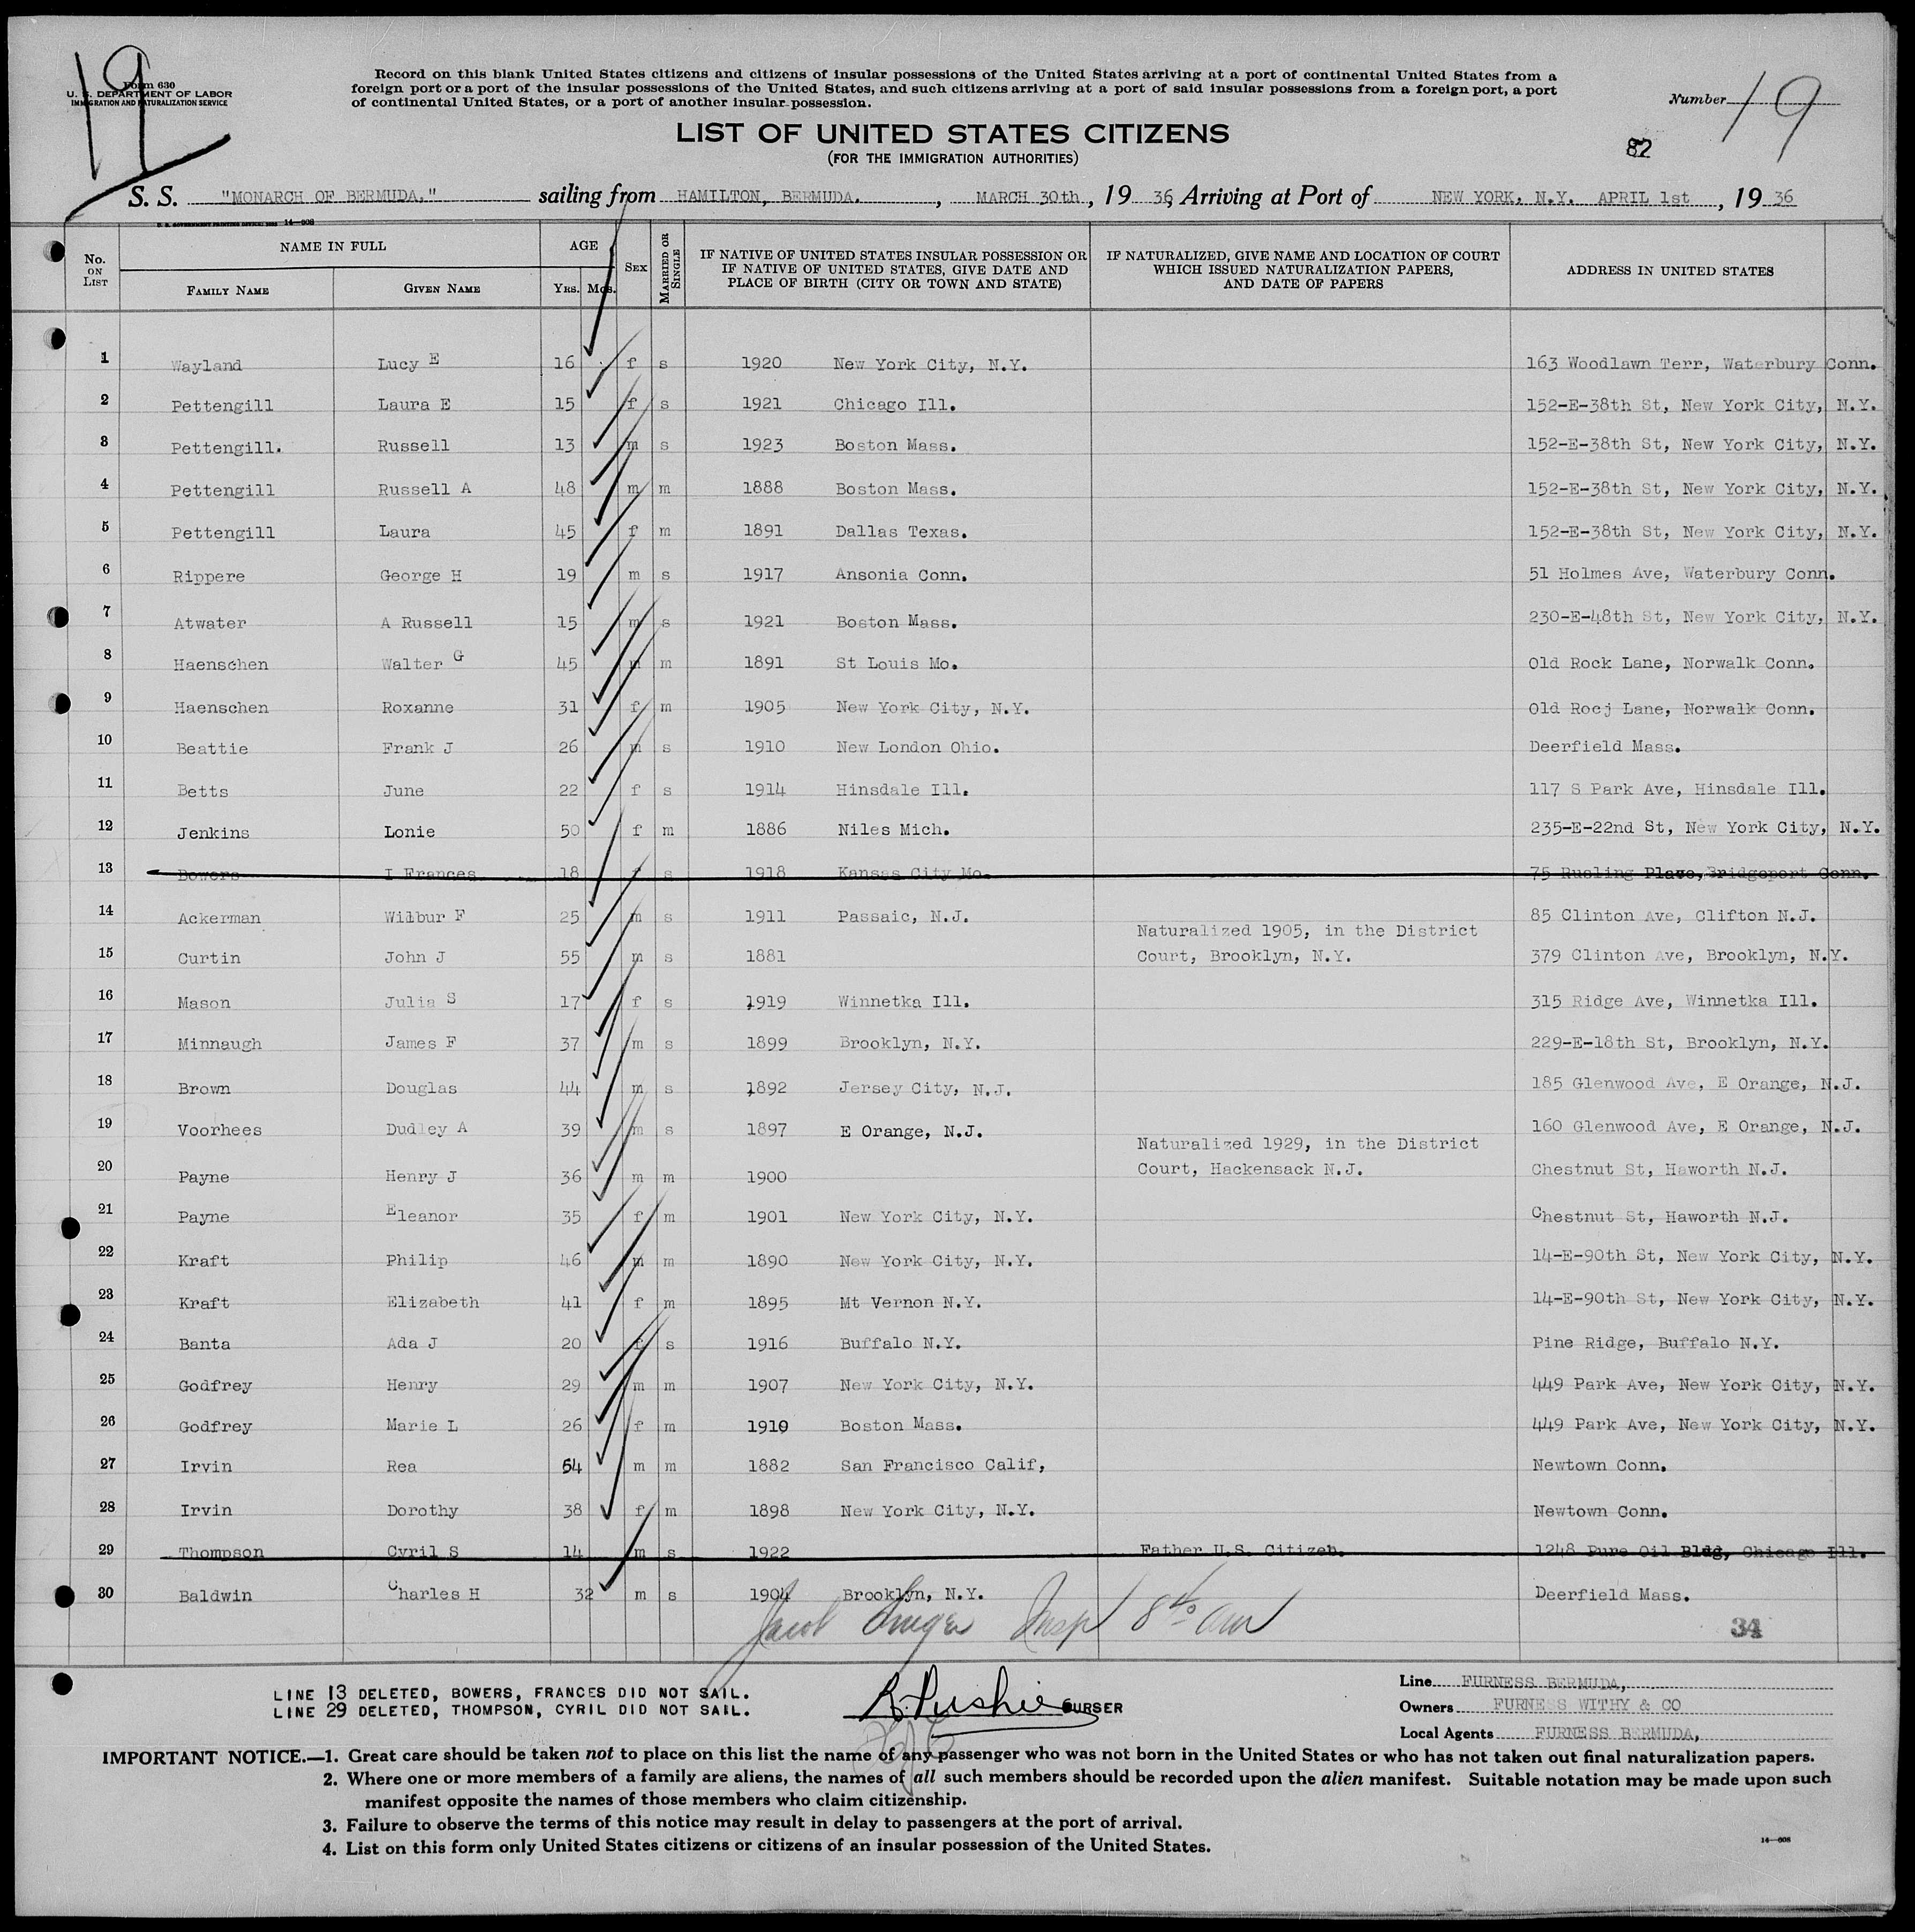 19
Form 630
U. S. DEPARTMENT OF LABOR
IMMIGRATION AND NATURALIZATION SERVICE
Record on this blank United States citizens and citizens of insular possessions of the United States arriving at a port of continental United States from a
foreign port or a port of the insular possessions of the United States, and such citizens arriving at a port of said insular possessions from a foreign port, a port
of continental United States, or a port of another insular possession.
Number 19
LIST OF UNITED STATES CITIZENS
(FOR THE IMMIGRATION AUTHORITIES)
82
S. S. "MONARCH OF BERMUDA," sailing from HAMILTON, BERMUDA. , MARCH 30th , 19 36, Arriving at Port of NEW YORK, N.Y. APRIL 1st , 19 36
14—608
No. ON LIST NAME IN FULL AGE SEX MARRIED OR SINGLE IF NATIVE OF UNITED STATES INSULAR POSSESSION OR IF NATIVE OF UNITED STATES, GIVE DATE AND PLACE OF BIRTH (CITY OR TOWN AND STATE) IF NATURALIZED, GIVE NAME AND LOCATION OF COURT WHICH ISSUED NATURALIZATION PAPERS, AND DATE OF PAPERS ADDRESS IN UNITED STATES
FAMILY NAME GIVEN NAME YRS. MOS.
1 Wayland Lucy E 16 f s 1920 New York City, N.Y. 163 Woodlawn Terr, Waterbury Conn.
2 Pettengill Laura E 15 f s 1921 Chicago Ill. 152-E-38th St, New York City, N.Y.
3 Pettengill. Russell 13 m s 1923 Boston Mass. 152-E-38th St, New York City, N.Y.
4 Pettengill Russell A 48 m m 1888 Boston Mass. 152-E-38th St, New York City, N.Y.
5 Pettengill Laura 45 f m 1891 Dallas Texas. 152-E-38th St, New York City, N.Y.
6 Rippere George H 19 m s 1917 Ansonia Conn. 51 Holmes Ave, Waterbury Conn.
7 Atwater A Russell 15 m s 1921 Boston Mass. 230-E-48th St, New York City, N.Y.
8 Haenschen Walter G 45 m m 1891 St Louis Mo. Old Rock Lane, Norwalk Conn.
9 Haenschen Roxanne 31 f m 1905 New York City, N.Y. Old Rocj Lane, Norwalk Conn.
10 Beattie Frank J 26 m s 1910 New London Ohio. Deerfield Mass.
11 Betts June 22 f s 1914 Hinsdale Ill. 117 S Park Ave, Hinsdale Ill.
12 Jenkins Lonie 50 f m 1886 Niles Mich. 235-E-22nd St, New York City, N.Y.
13 Bowers I Frances 18 f s 1918 Kansas City Mo. 75 Rusling Place, Bridgeport Conn.
14 Ackerman Wilbur F 25 m s 1911 Passaic, N.J. 85 Clinton Ave, Clifton N.J.
Naturalized 1905, in the District
15 Curtin John J 55 m s 1881 Court, Brooklyn, N.Y. 379 Clinton Ave, Brooklyn, N.Y.
16 Mason Julia S 17 f s 1919 Winnetka Ill. 315 Ridge Ave, Winnetka Ill.
17 Minnaugh James F 37 m s 1899 Brooklyn, N.Y. 229-E-18th St, Brooklyn, N.Y.
18 Brown Douglas 44 m s 1892 Jersey City, N.J. 185 Glenwood Ave, E Orange, N.J.
19 Voorhees Dudley A 39 m s 1897 E Orange, N.J. 160 Glenwood Ave, E Orange, N.J.
Naturalized 1929, in the District
20 Payne Henry J 36 m m 1900 Court, Hackensack N.J. Chestnut St, Haworth N.J.
21 Payne Eleanor 35 f m 1901 New York City, N.Y. Chestnut St, Haworth N.J.
22 Kraft Philip 46 m m 1890 New York City, N.Y. 14-E-90th St, New York City, N.Y.
23 Kraft Elizabeth 41 f m 1895 Mt Vernon N.Y. 14-E-90th St, New York City, N.Y.
24 Banta Ada J 20 f s 1916 Buffalo N.Y. Pine Ridge, Buffalo N.Y.
25 Godfrey Henry 29 m m 1907 New York City, N.Y. 449 Park Ave, New York City, N.Y.
26 Godfrey Marie L 26 f m 1910 Boston Mass. 449 Park Ave, New York City, N.Y.
27 Irvin Rea 54 m m 1882 San Francisco Calif, Newtown Conn.
28 Irvin Dorothy 38 f m 1898 New York City, N.Y. Newtown Conn.
29 Thompson Cyril S 14 m s 1922 Father U.S. Citizen. 1248 Pure Oil Bldg, Chicago Ill.
30 Baldwin Charles H 32 m s 1904 Brooklyn, N.Y. Deerfield Mass.
Jacob Insp
34
LINE 13 DELETED, BOWERS, FRANCES DID NOT SAIL.
LINE 29 DELETED, THOMPSON, CYRIL DID NOT SAIL.
PURSER
Line FURNESS BERMUDA,
Owners FURNESS WITHY & CO
Local Agents FURNESS BERMUDA,
IMPORTANT NOTICE.—1. Great care should be taken not to place on this list the name of any passenger who was not born in the United States or who has not taken out final naturalization papers.
2. Where one or more members of a family are aliens, the names of all such members should be recorded upon the alien manifest. Suitable notation may be made upon such
manifest opposite the names of those members who claim citizenship.
3. Failure to observe the terms of this notice may result in delay to passengers at the port of arrival.
4. List on this form only United States citizens or citizens of an insular possession of the United States.
14—608